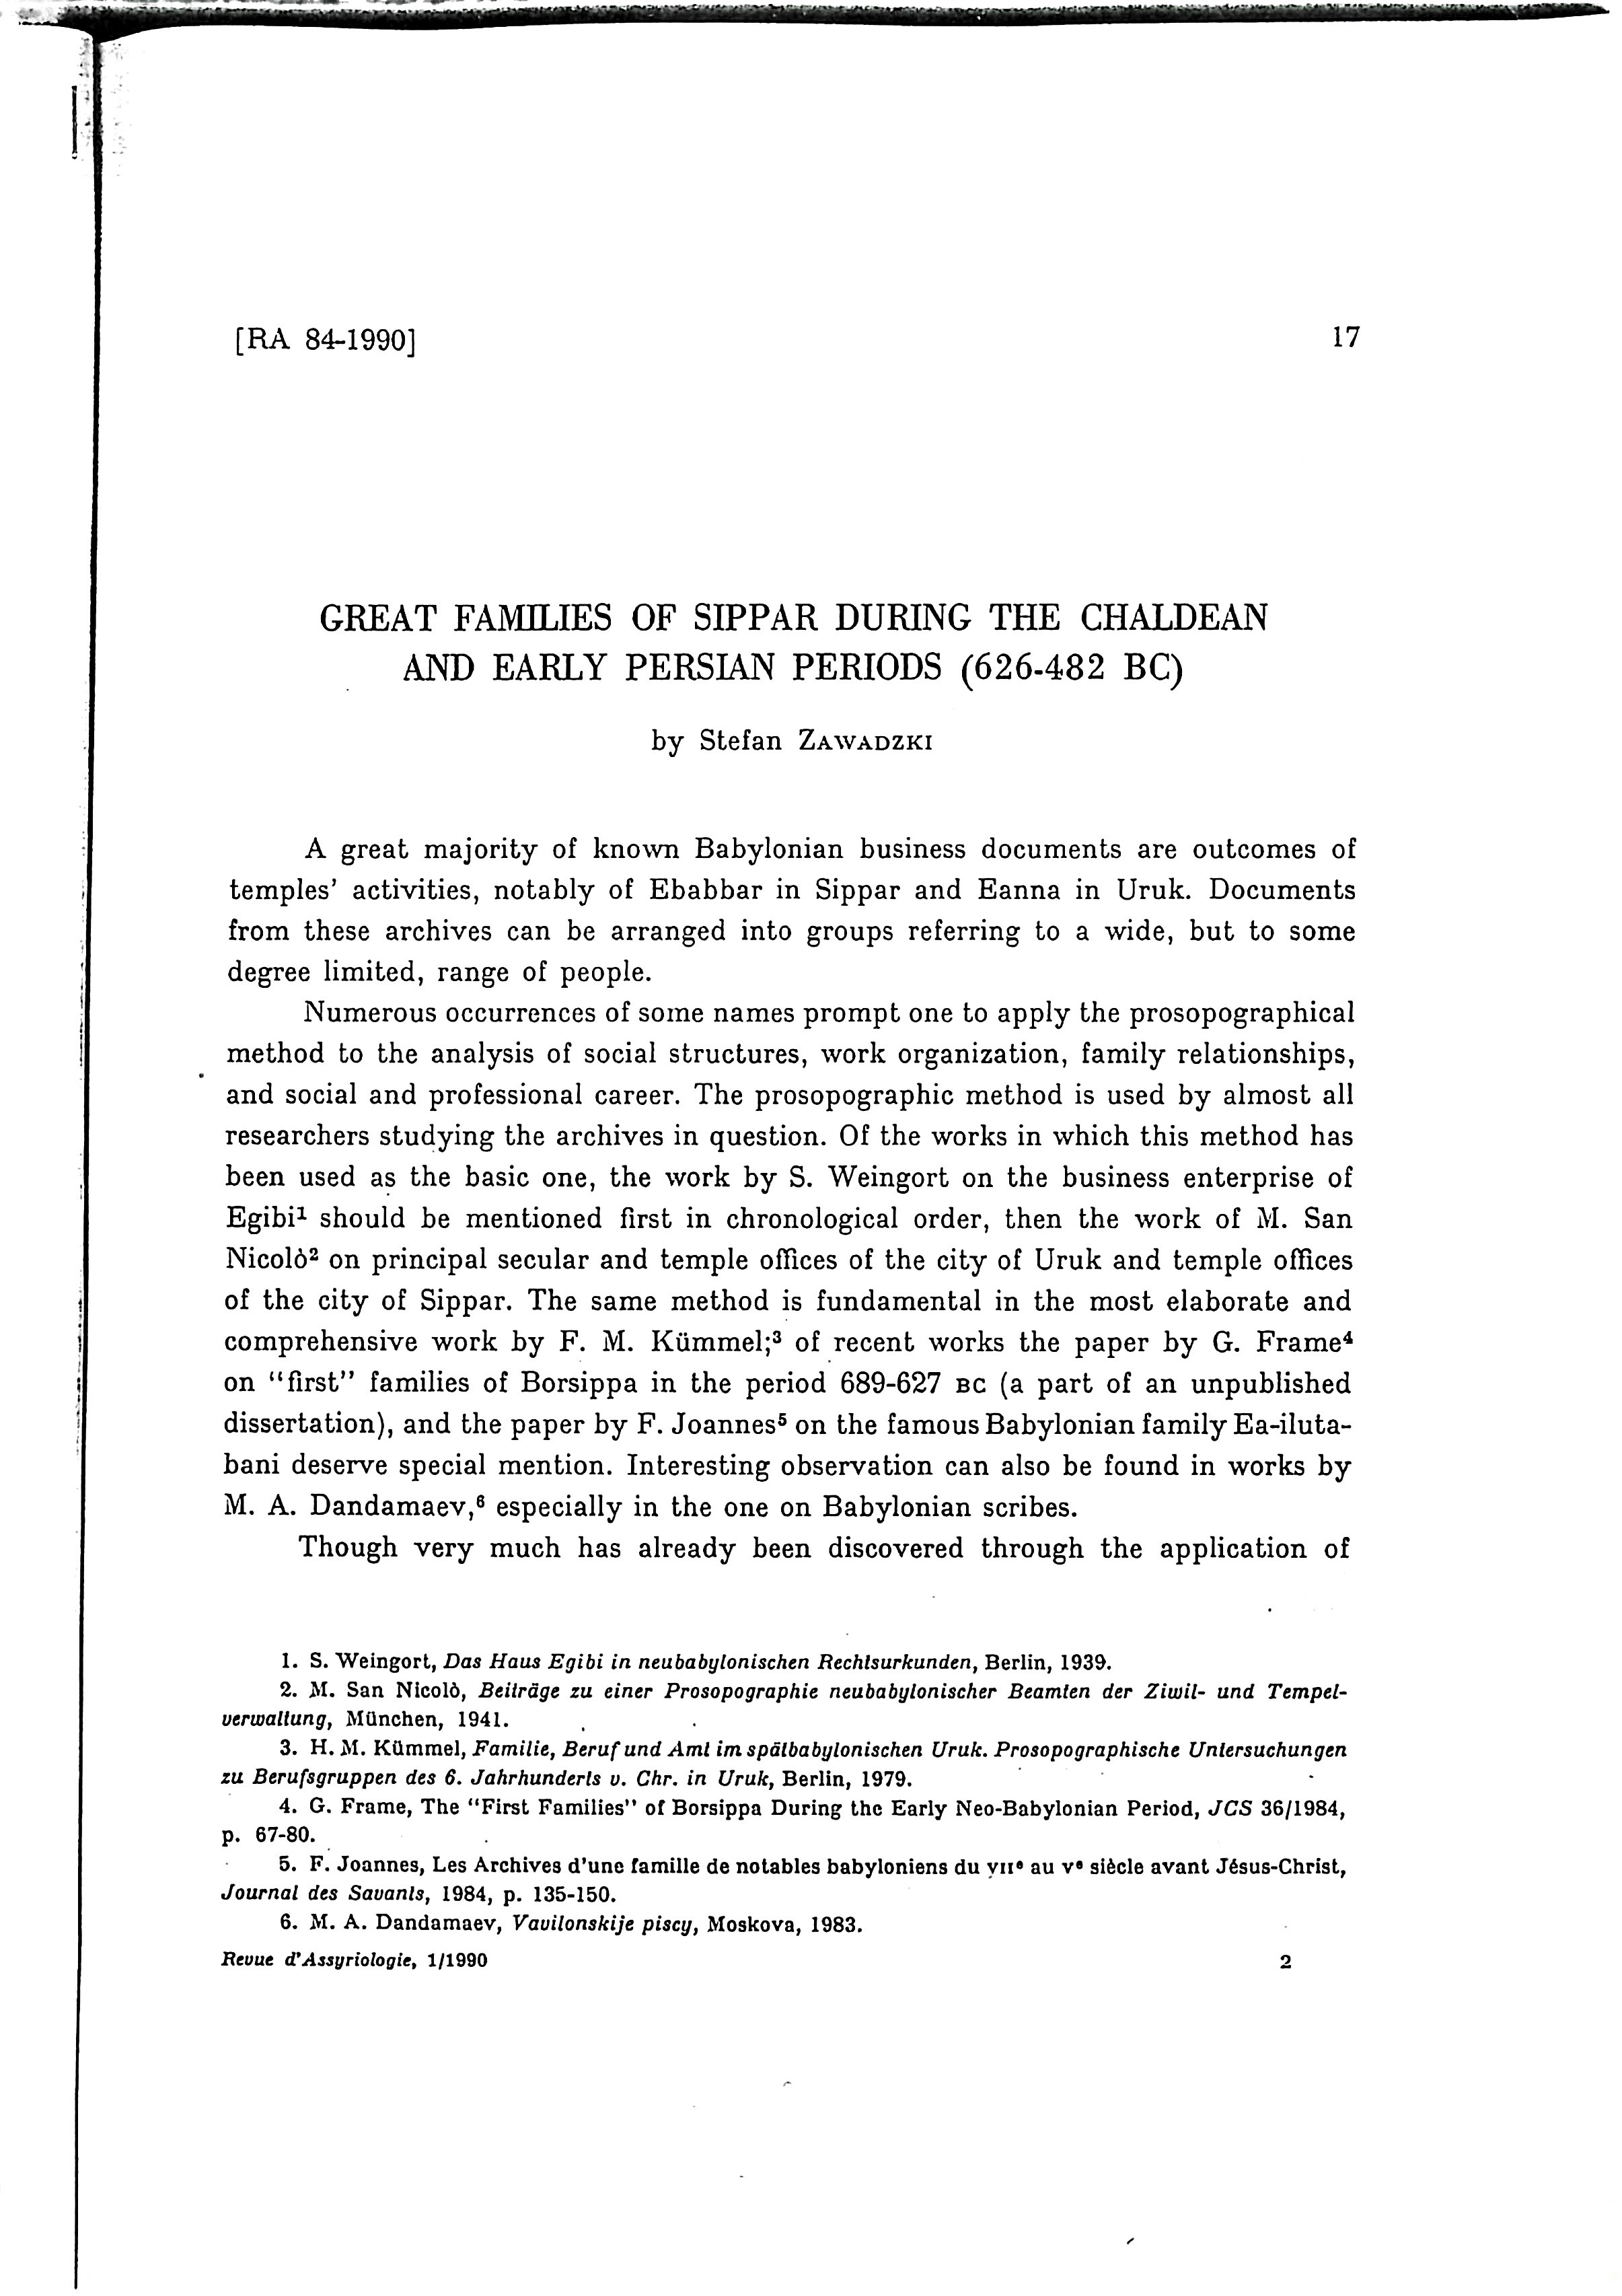 [RA 84-1990] 17
GREAT FAMILIES OF SIPPAR DURING THE CHALDEAN
AND EARLY PERSIAN PERIODS (626-482 BC)
by Stefan ZAWADZKI
A great majority of known Babylonian business documents are outcomes of
temples' activities, notably of Ebabbar in Sippar and Eanna in Uruk. Documents
from these archives can be arranged into groups referring to a wide, but to some
degree limited, range of people.
Numerous occurrences of some names prompt one to apply the prosopographical
method to the analysis of social structures, work organization, family relationships,
and social and professional career. The prosopographic method is used by almost all
researchers studying the archives in question. Of the works in which this method has
been used as the basic one, the work by S. Weingort on the business enterprise of
Egibi¹ should be mentioned first in chronological order, then the work of M. San
Nicolò² on principal secular and temple offices of the city of Uruk and temple offices
of the city of Sippar. The same method is fundamental in the most elaborate and
comprehensive work by F. M. Kümmel;³ of recent works the paper by G. Frame⁴
on "first" families of Borsippa in the period 689-627 BC (a part of an unpublished
dissertation), and the paper by F. Joannes⁵ on the famous Babylonian family Ea-iluta-
bani deserve special mention. Interesting observation can also be found in works by
M. A. Dandamaev,⁶ especially in the one on Babylonian scribes.
Though very much has already been discovered through the application of
1. S. Weingort, Das Haus Egibi in neubabylonischen Rechtsurkunden, Berlin, 1939.
2. M. San Nicolò, Beiträge zu einer Prosopographie neubabylonischer Beamten der Ziwil- und Tempel-
verwaltung, München, 1941.
3. H. M. Kümmel, Familie, Beruf und Amt im spätbabylonischen Uruk. Prosopographische Untersuchungen
zu Berufsgruppen des 6. Jahrhunderts v. Chr. in Uruk, Berlin, 1979.
4. G. Frame, The "First Families" of Borsippa During the Early Neo-Babylonian Period, JCS 36/1984,
p. 67-80.
5. F. Joannes, Les Archives d'une famille de notables babyloniens du VIIᵉ au Vᵉ siècle avant Jésus-Christ,
Journal des Savants, 1984, p. 135-150.
6. M. A. Dandamaev, Vavilonskije piscy, Moskova, 1983.
Revue d'Assyriologie, 1/1990 2